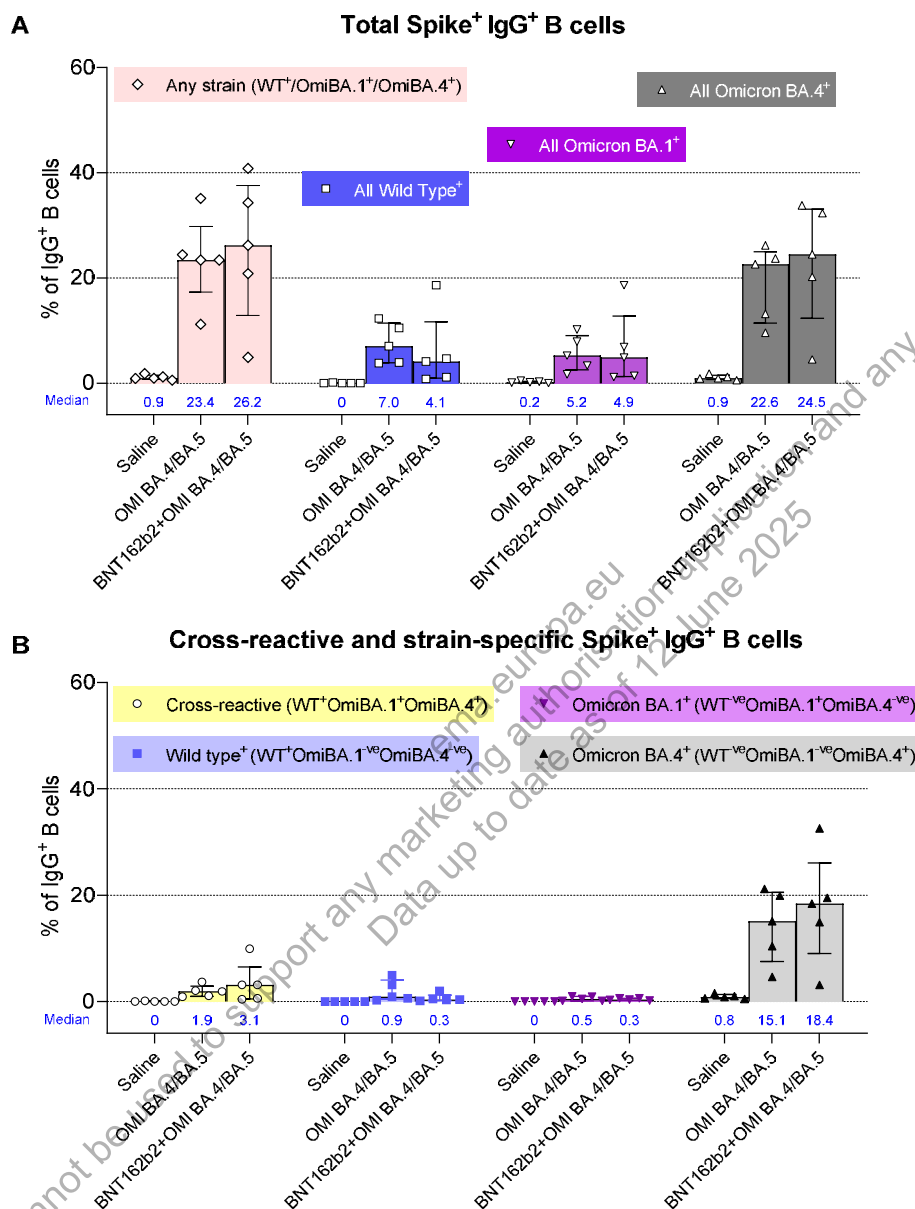 A
Total Spike⁺ IgG⁺ B cells
60
40
20
0
% of IgG⁺ B cells
Any strain (WT⁺/OmiBA.1⁺/OmiBA.4⁺)
All Omicron BA.4⁺
All Omicron BA.1⁺
All Wild Type⁺
Median 0.9 23.4 26.2 0 7.0 4.1 0.2 5.2 4.9 0.9 22.6 24.5
Saline
OMI BA.4/BA.5
BNT162b2+OMI BA.4/BA.5
Saline
OMI BA.4/BA.5
BNT162b2+OMI BA.4/BA.5
Saline
OMI BA.4/BA.5
BNT162b2+OMI BA.4/BA.5
Saline
OMI BA.4/BA.5
BNT162b2+OMI BA.4/BA.5
B
Cross-reactive and strain-specific Spike⁺ IgG⁺ B cells
60
40
20
0
% of IgG⁺ B cells
Cross-reactive (WT⁺OmiBA.1⁺OmiBA.4⁺)
Omicron BA.1⁺ (WT⁻ᵛᵉOmiBA.1⁺OmiBA.4⁻ᵛᵉ)
Wild type⁺ (WT⁺OmiBA.1⁻ᵛᵉOmiBA.4⁻ᵛᵉ)
Omicron BA.4⁺ (WT⁻ᵛᵉOmiBA.1⁻ᵛᵉOmiBA.4⁺)
Median 0 1.9 3.1 0 0.9 0.3 0 0.5 0.3 0.8 15.1 18.4
Saline
OMI BA.4/BA.5
BNT162b2+OMI BA.4/BA.5
Saline
OMI BA.4/BA.5
BNT162b2+OMI BA.4/BA.5
Saline
OMI BA.4/BA.5
BNT162b2+OMI BA.4/BA.5
Saline
OMI BA.4/BA.5
BNT162b2+OMI BA.4/BA.5
ema.europa.eu
cannot be used to support any marketing authorisation application and any
Data up to date as of 12 June 2025